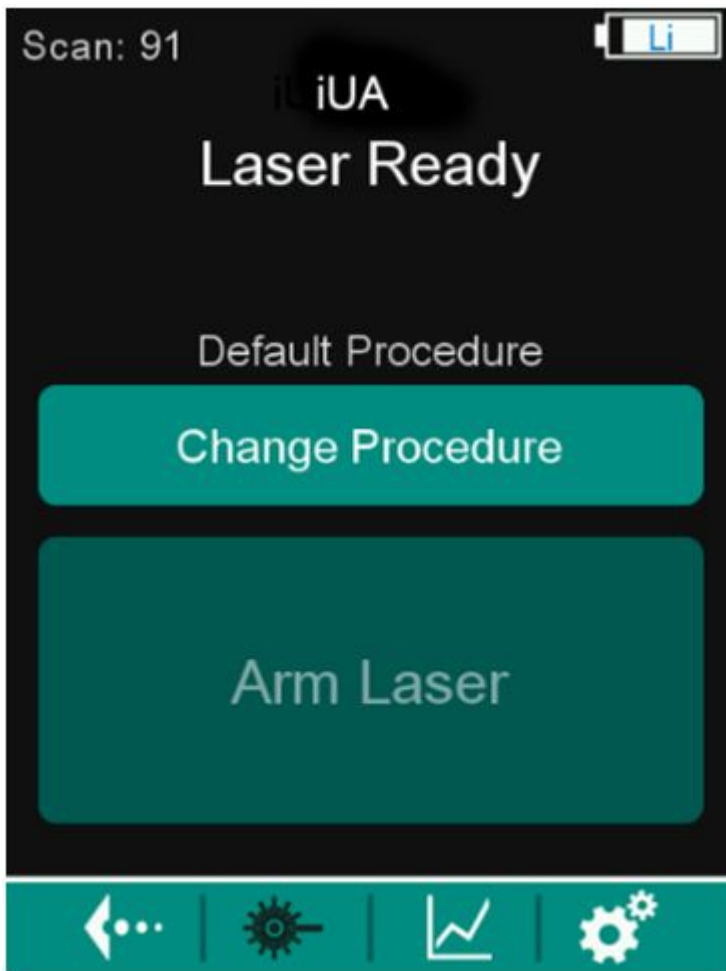 Scan: 91
Li
iUA
Laser Ready
Default Procedure
Change Procedure
Arm Laser